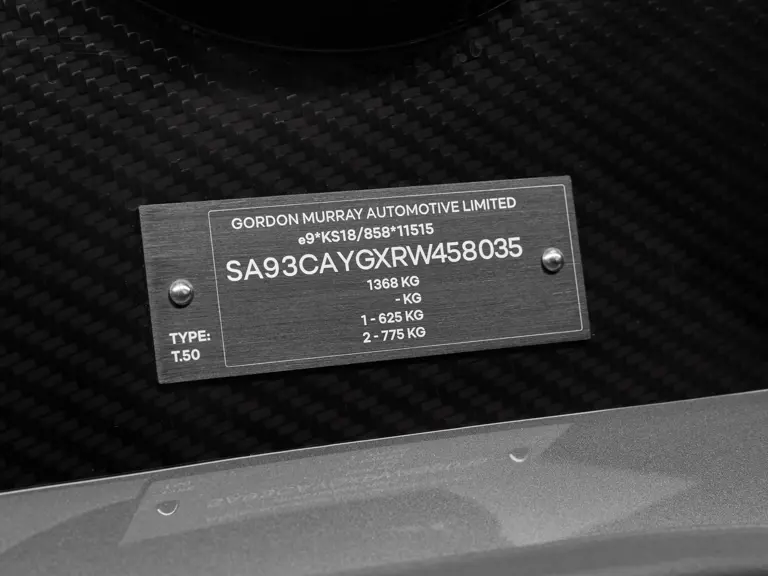 GORDON MURRAY AUTOMOTIVE LIMITED
e9*KS18/858*11515
SA93CAYGXRW458035
1368 KG
- KG
1 - 625 KG
2 - 775 KG
TYPE:
T.50